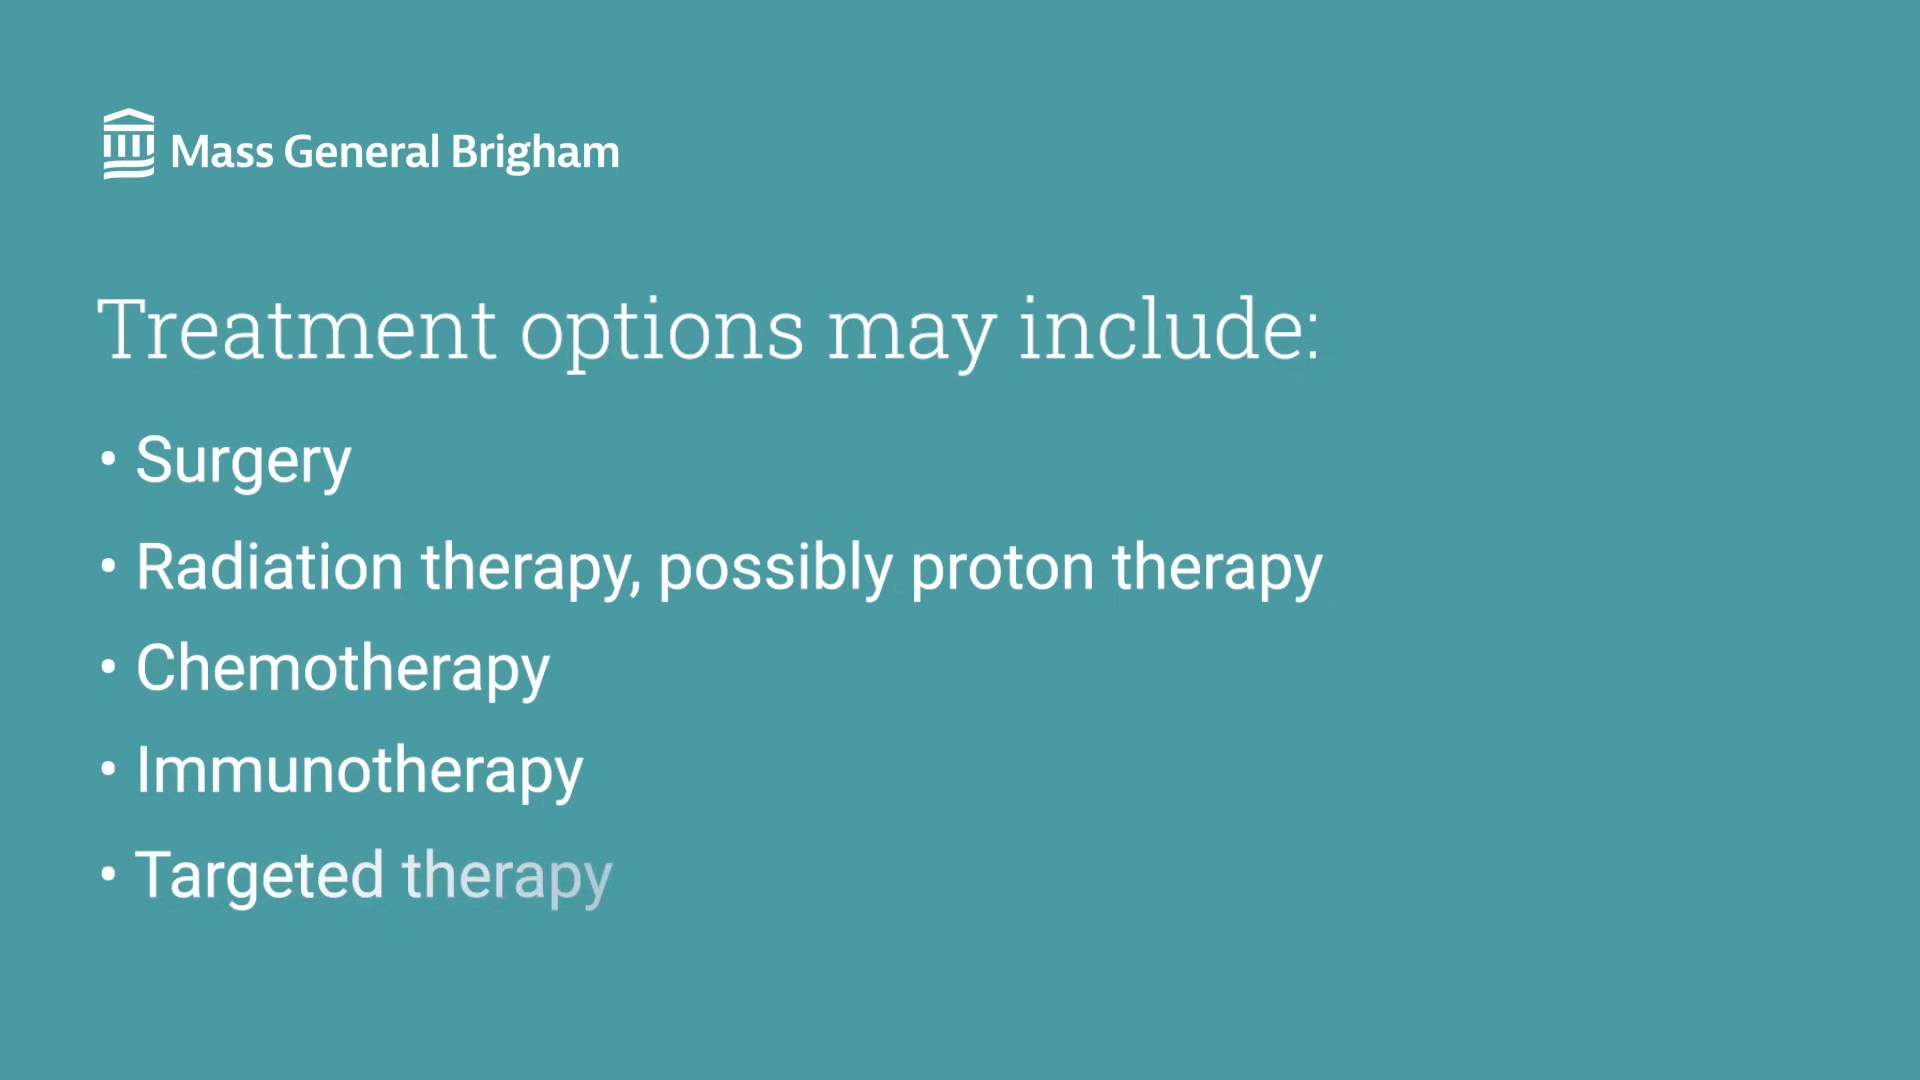 Mass General Brigham
Treatment options may include:
• Surgery
• Radiation therapy, possibly proton therapy
• Chemotherapy
• Immunotherapy
• Targeted therapy